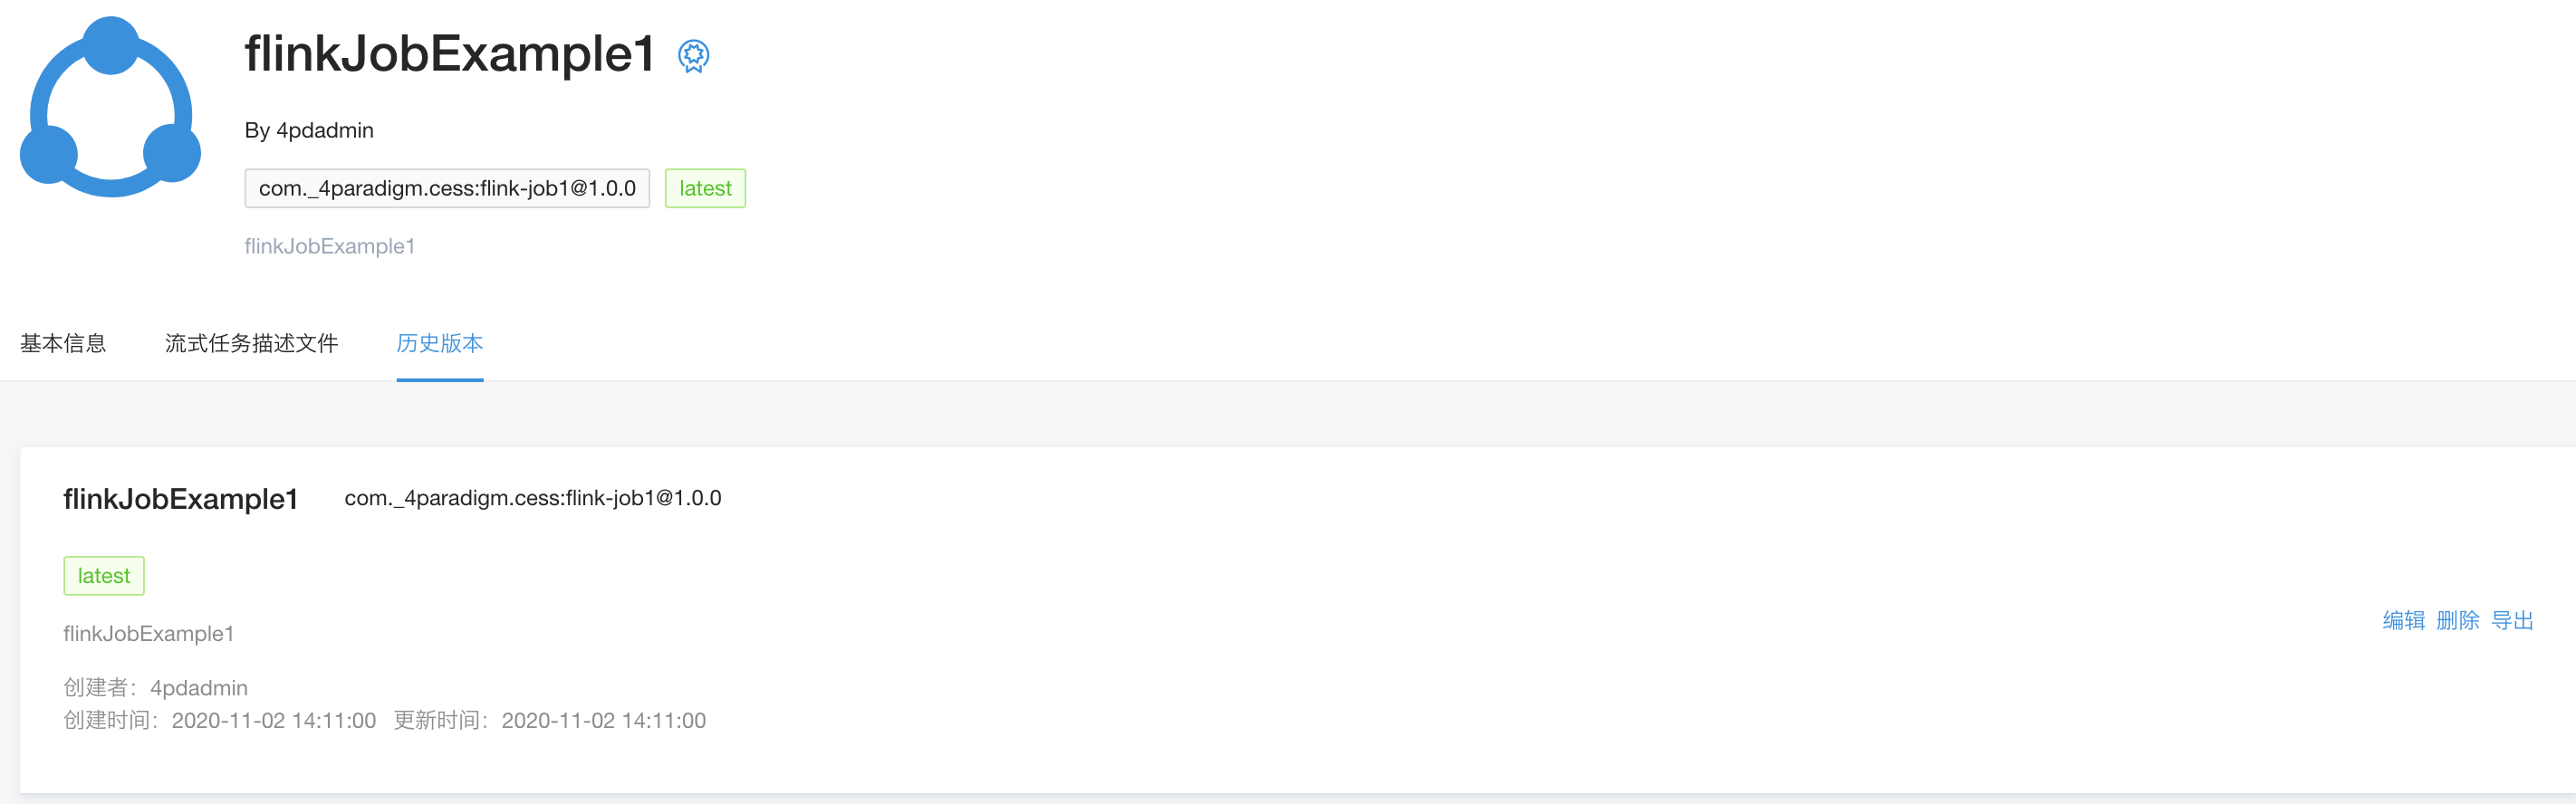 flinkJobExample1
By 4pdadmin
com._4paradigm.cess:flink-job1@1.0.0 latest
flinkJobExample1
基本信息 流式任务描述文件 历史版本
flinkJobExample1 com._4paradigm.cess:flink-job1@1.0.0
latest
flinkJobExample1
编辑 删除 导出
创建者：4pdadmin
创建时间：2020-11-02 14:11:00 更新时间：2020-11-02 14:11:00